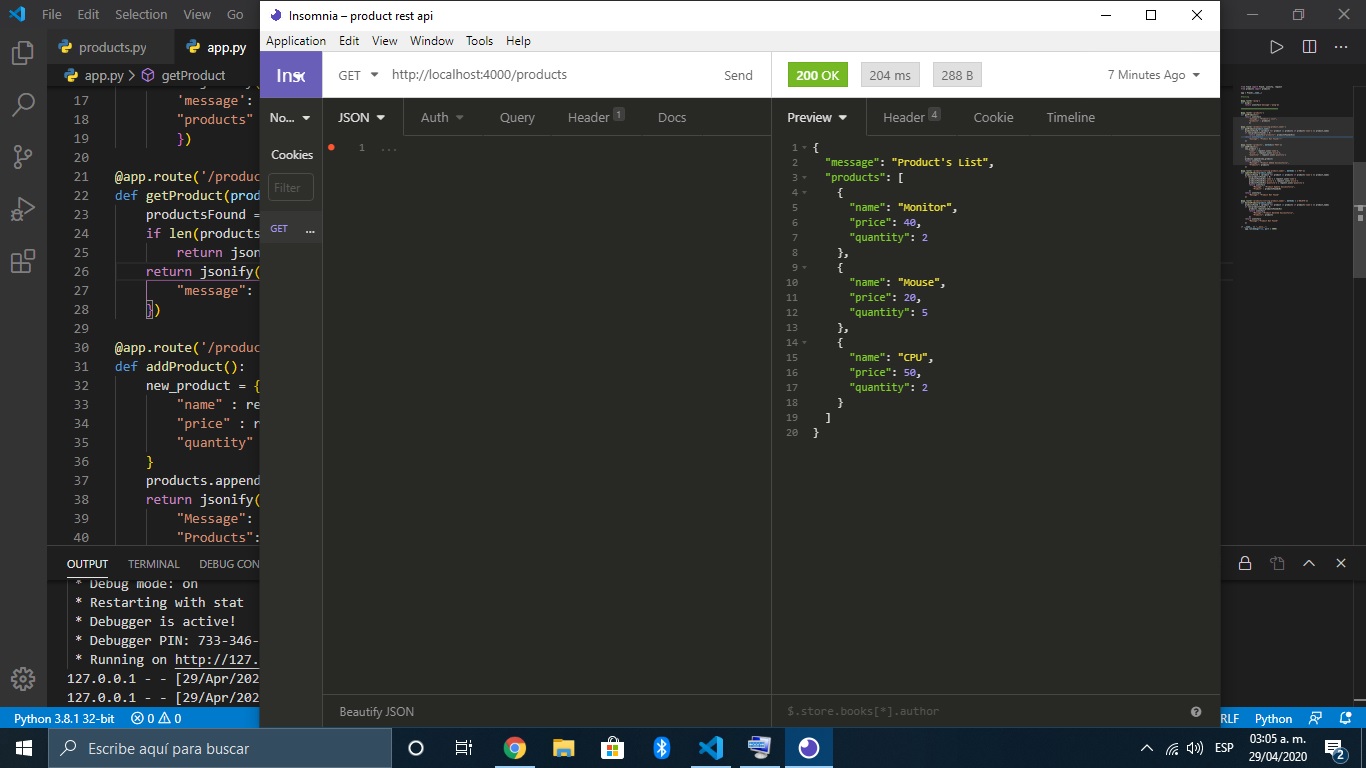 File Edit Selection View Go
Insomnia – product rest api
Application Edit View Window Tools Help
products.py
app.py
app.py > getProduct
17 'message':
18 "products"
19 })
20
21 @app.route('/produc
22 def getProduct(prod
23 productsFound =
24 if len(products
25 return json
26 return jsonify(
27 "message":
28 })
29
30 @app.route('/produc
31 def addProduct():
32 new_product = {
33 "name" : re
34 "price" : r
35 "quantity"
36 }
37 products.append
38 return jsonify(
39 "Message":
40 "Products":
OUTPUT TERMINAL DEBUG CON
* Debug mode: on
* Restarting with stat
* Debugger is active!
* Debugger PIN: 733-346-
* Running on http://127.
127.0.0.1 - - [29/Apr/202
127.0.0.1 - - [29/Apr/202
Python 3.8.1 32-bit 0 0
Ins
No...
Cookies
Filter
GET ...
GET http://localhost:4000/products Send
JSON Auth Query Header 1 Docs
1 ...
Beautify JSON
200 OK 204 ms 288 B 7 Minutes Ago
Preview Header 4 Cookie Timeline
1 {
2 "message": "Product's List",
3 "products": [
4 {
5 "name": "Monitor",
6 "price": 40,
7 "quantity": 2
8 },
9 {
10 "name": "Mouse",
11 "price": 20,
12 "quantity": 5
13 },
14 {
15 "name": "CPU",
16 "price": 50,
17 "quantity": 2
18 }
19 ]
20 }
$.store.books[*].author
RLF Python
Escribe aquí para buscar
ESP
03:05 a. m.
29/04/2020
2